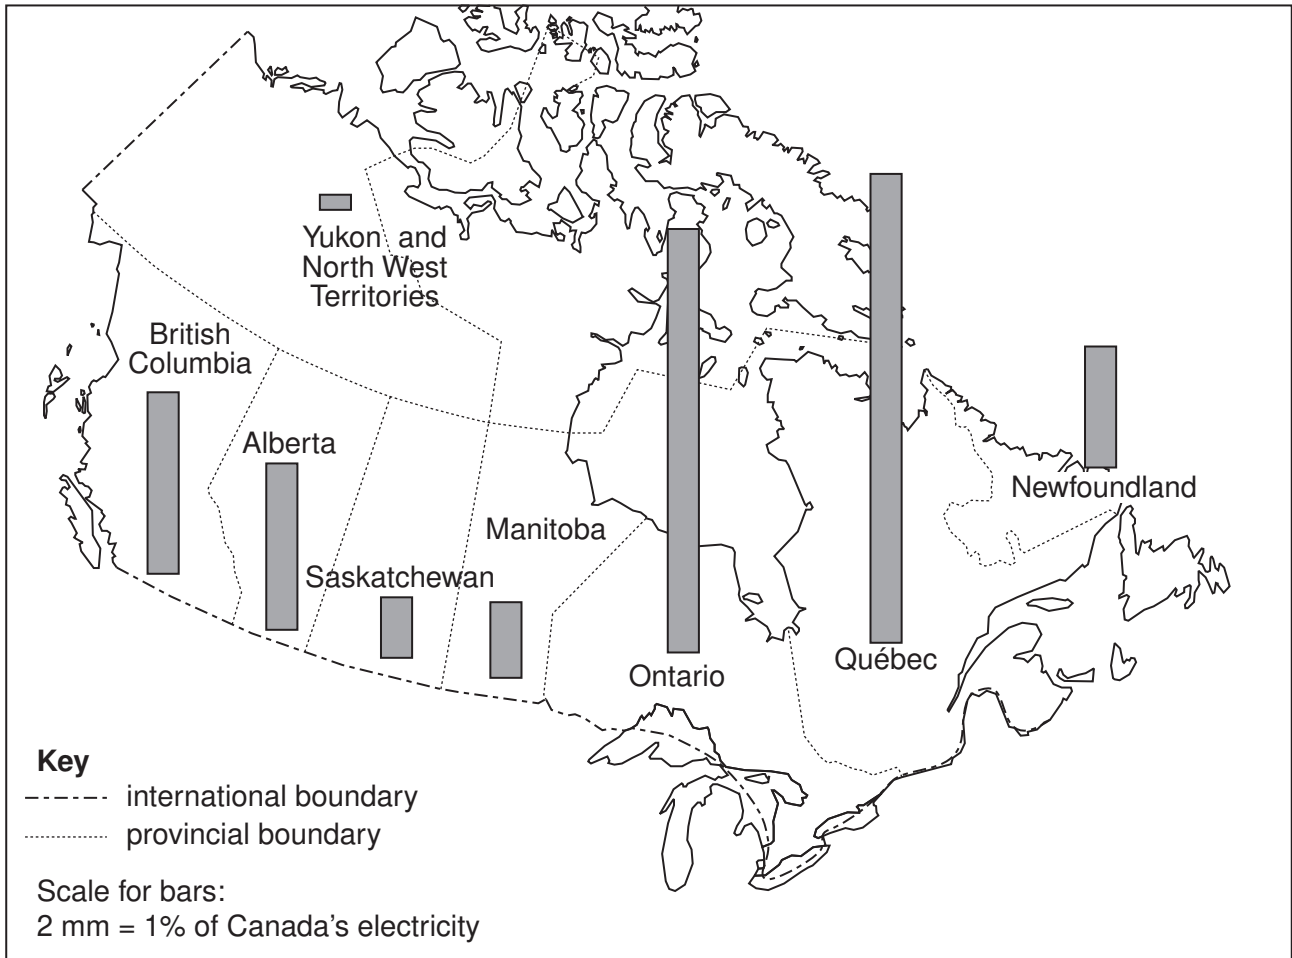 Yukon and
North West
Territories
British
Columbia
Alberta
Newfoundland
Manitoba
Saskatchewan
Québec
Ontario
Key
international boundary
provincial boundary
Scale for bars:
2 mm = 1% of Canada’s electricity